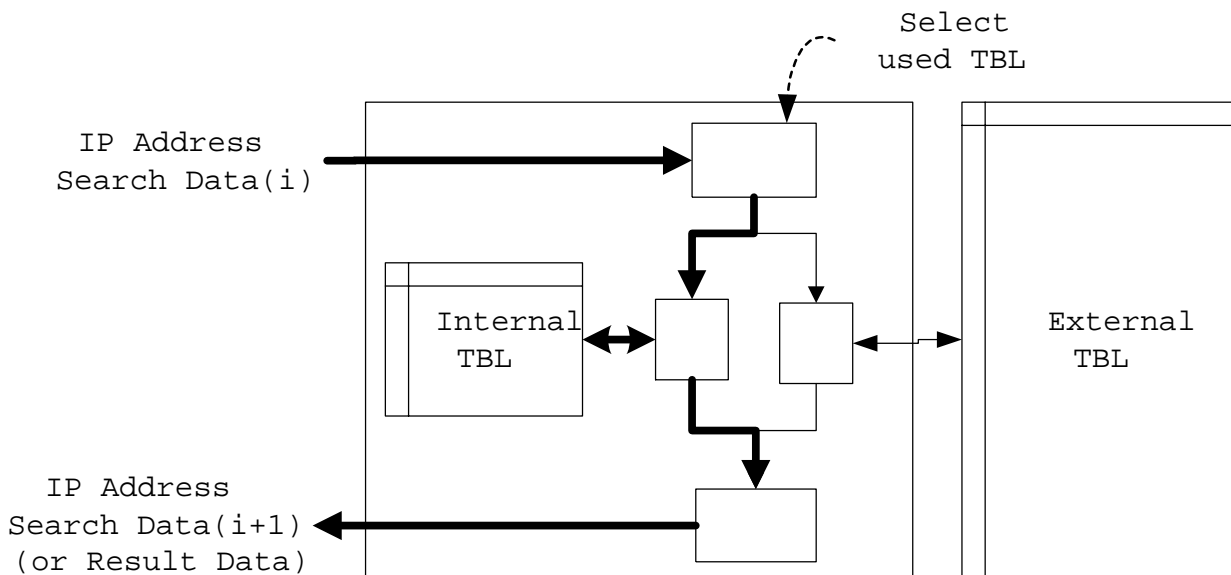 Select
used TBL
IP Address
Search Data(i)
Internal
TBL
External
TBL
IP Address
Search Data(i+1)
(or Result Data)